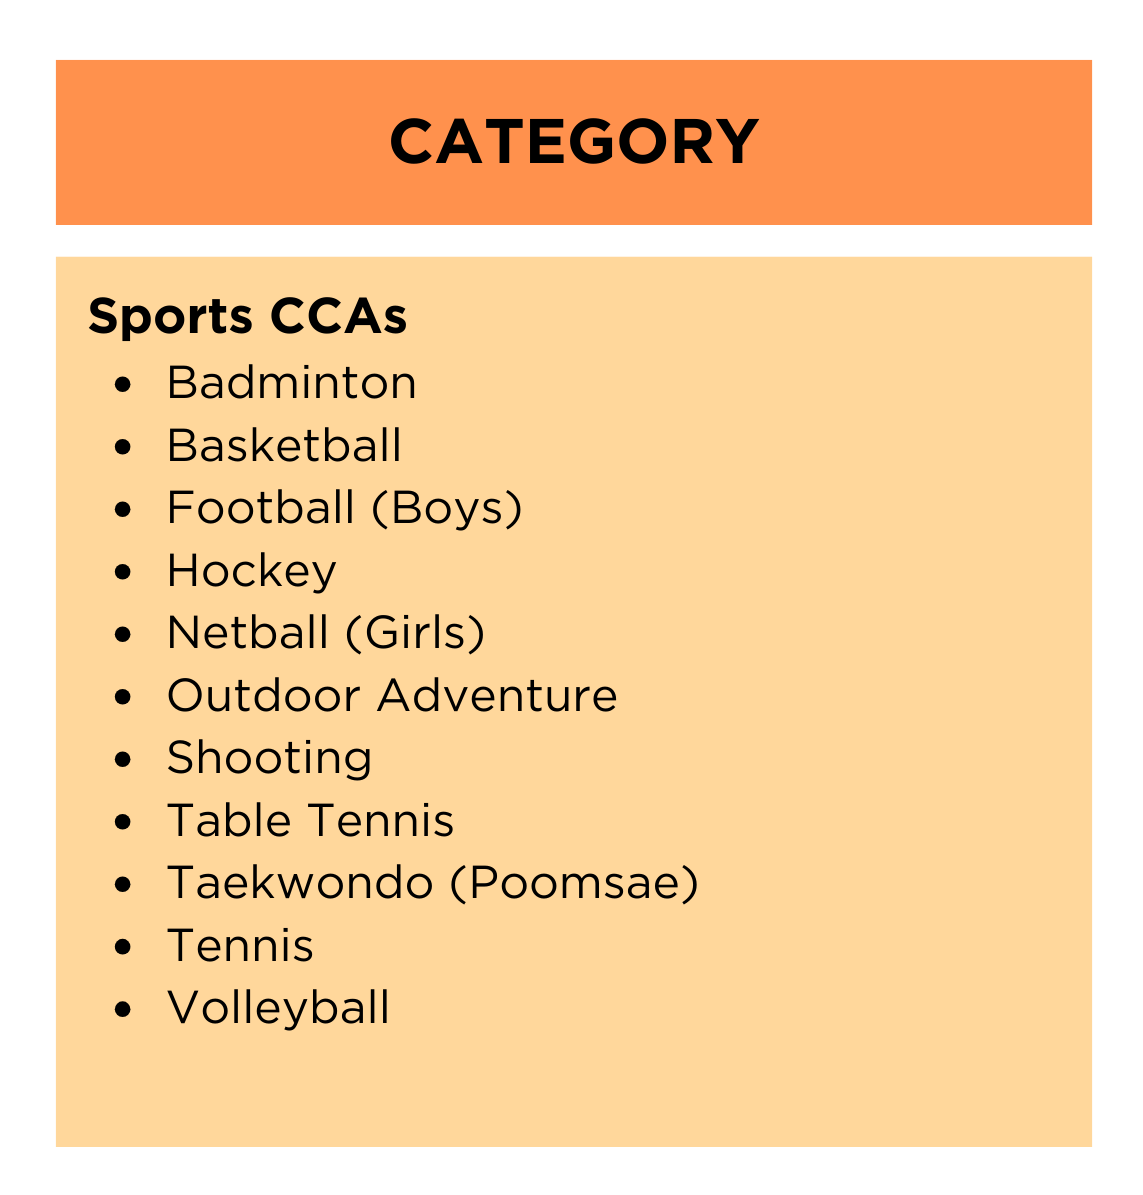 CATEGORY
Sports CCAs
• Badminton
• Basketball
• Football (Boys)
• Hockey
• Netball (Girls)
• Outdoor Adventure
• Shooting
• Table Tennis
• Taekwondo (Poomsae)
• Tennis
• Volleyball